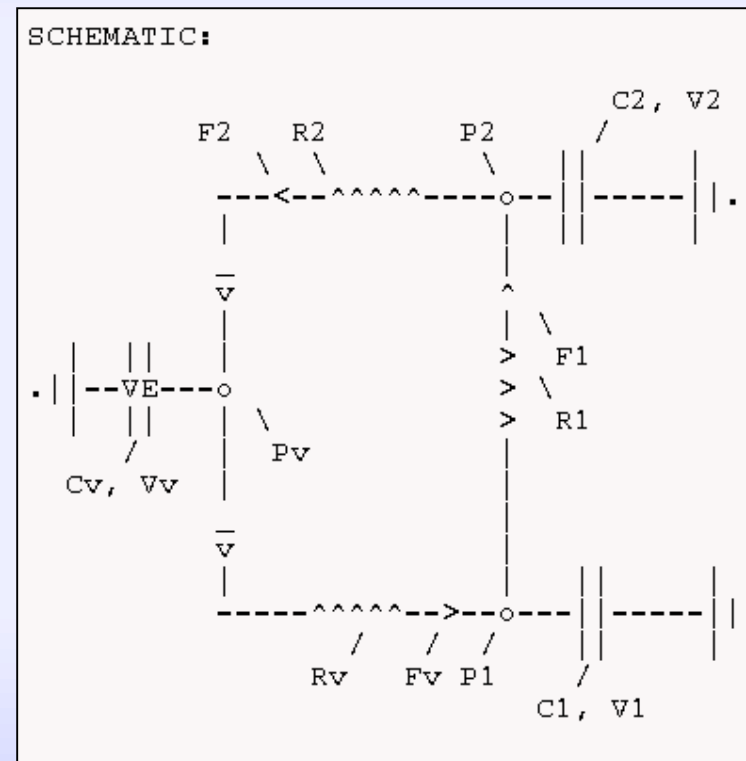 SCHEMATIC:
C2, V2
F2 R2 P2
F1
R1
VE
Pv
Cv, Vv
Rv Fv P1
C1, V1